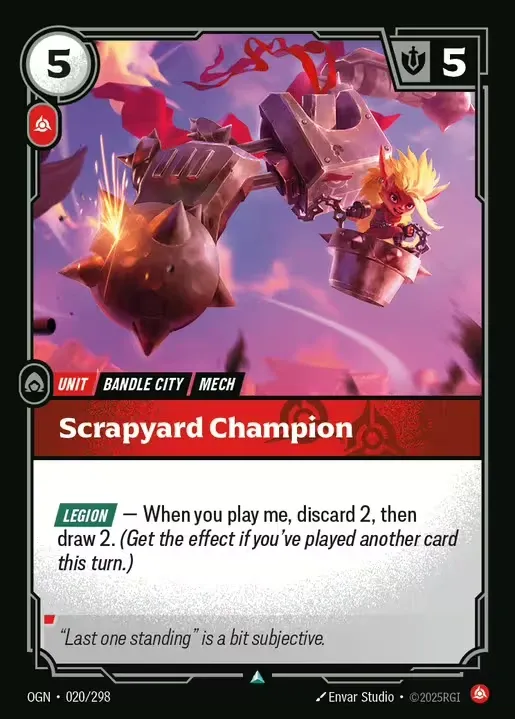 5
5
UNIT BANDLE CITY MECH
Scrapyard Champion
LEGION — When you play me, discard 2, then
draw 2. (Get the effect if you've played another card
this turn.)
“Last one standing” is a bit subjective.
OGN • 020/298 Envar Studio • ©2025RGI